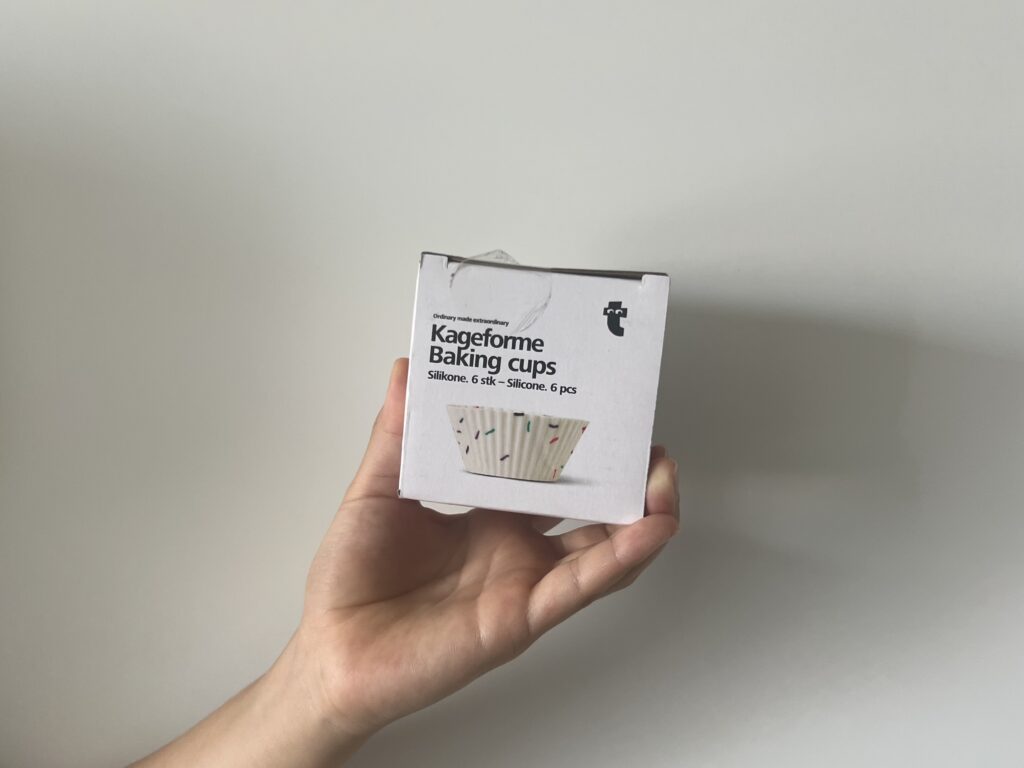 Ordinary made extraordinary
Kageforme
Baking cups
Silikone. 6 stk – Silicone. 6 pcs